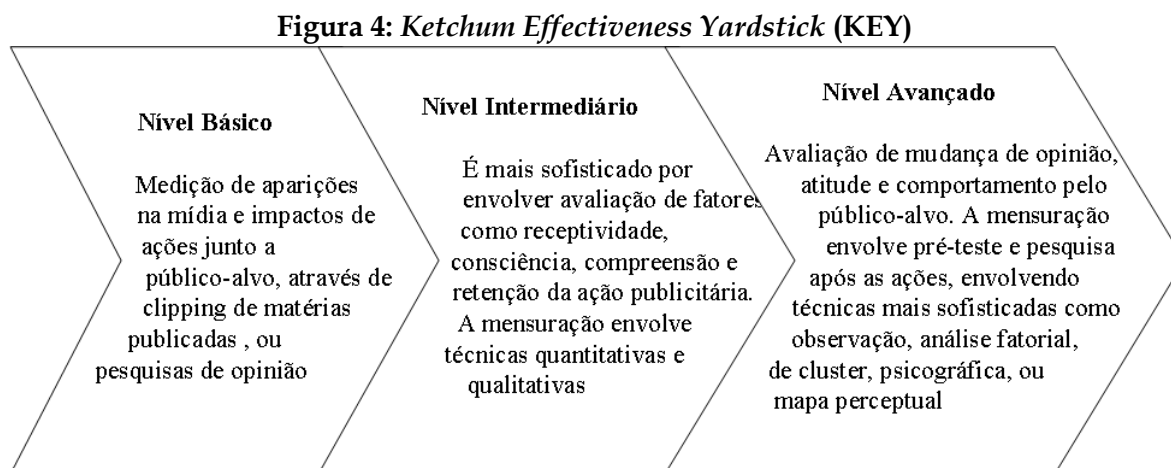 Figura 4: Ketchum Effectiveness Yardstick (KEY)
Nível Básico
Medição de aparições
na mídia e impactos de
ações junto a
público-alvo, através de
clipping de matérias
publicadas , ou
pesquisas de opinião
Nível Intermediário
É mais sofisticado por
envolver avaliação de fatores
como receptividade,
consciência, compreensão e
retenção da ação publicitária.
A mensuração envolve
técnicas quantitativas e
qualitativas
Nível Avançado
Avaliação de mudança de opinião,
atitude e comportamento pelo
público-alvo. A mensuração
envolve pré-teste e pesquisa
após as ações, envolvendo
técnicas mais sofisticadas como
observação, análise fatorial,
de cluster, psicográfica, ou
mapa perceptual